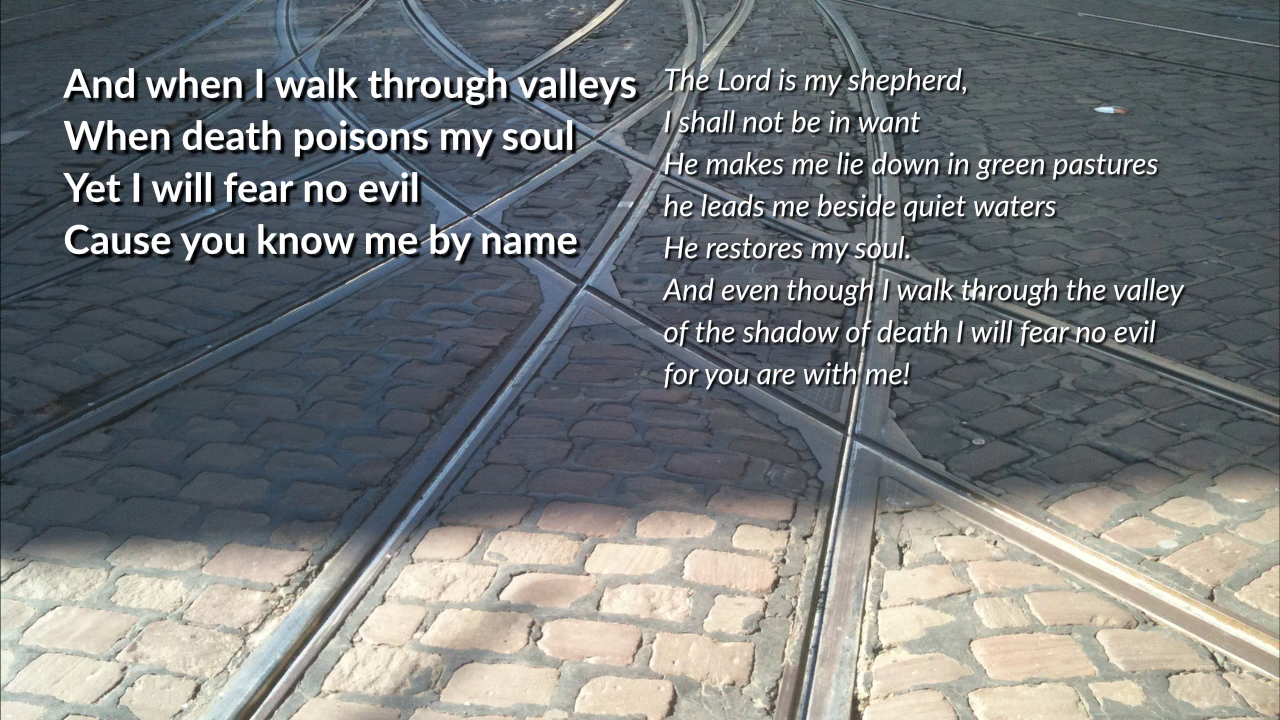 And when I walk through valleys
When death poisons my soul
Yet I will fear no evil
Cause you know me by name
The Lord is my shepherd,
I shall not be in want
He makes me lie down in green pastures
he leads me beside quiet waters
He restores my soul.
And even though I walk through the valley
of the shadow of death I will fear no evil
for you are with me!